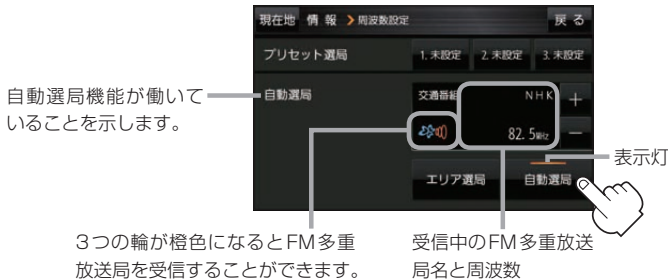 現在地 情 報 >周波数設定 戻 る
プリセット選局 1. 未設定 2. 未設定 3. 未設定
自動選局機能が働いて
いることを示します。
自動選局 交通番組 NHK +
82. 5MHz −
表示灯
エリア選局 自動選局
3つの輪が橙色になるとFM多重
放送局を受信することができます。
受信中のFM多重放送
局名と周波数